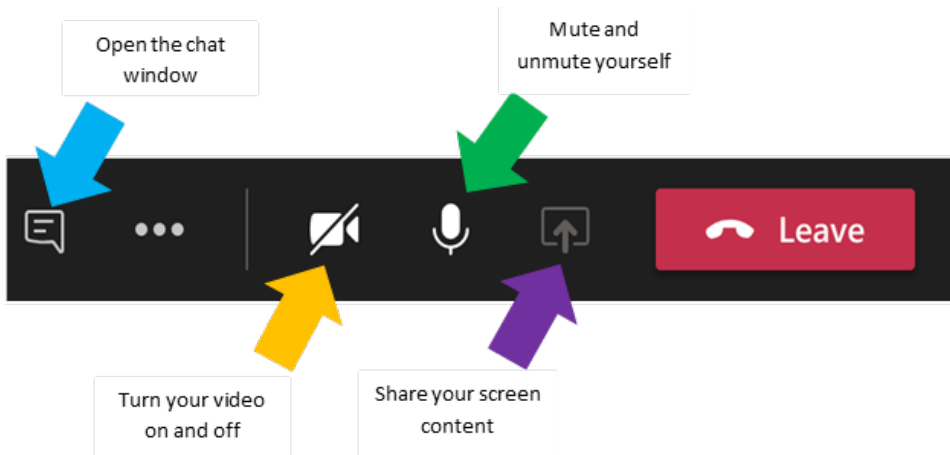 Open the chat
window
Mute and
unmute yourself
Leave
Turn your video
on and off
Share your screen
content